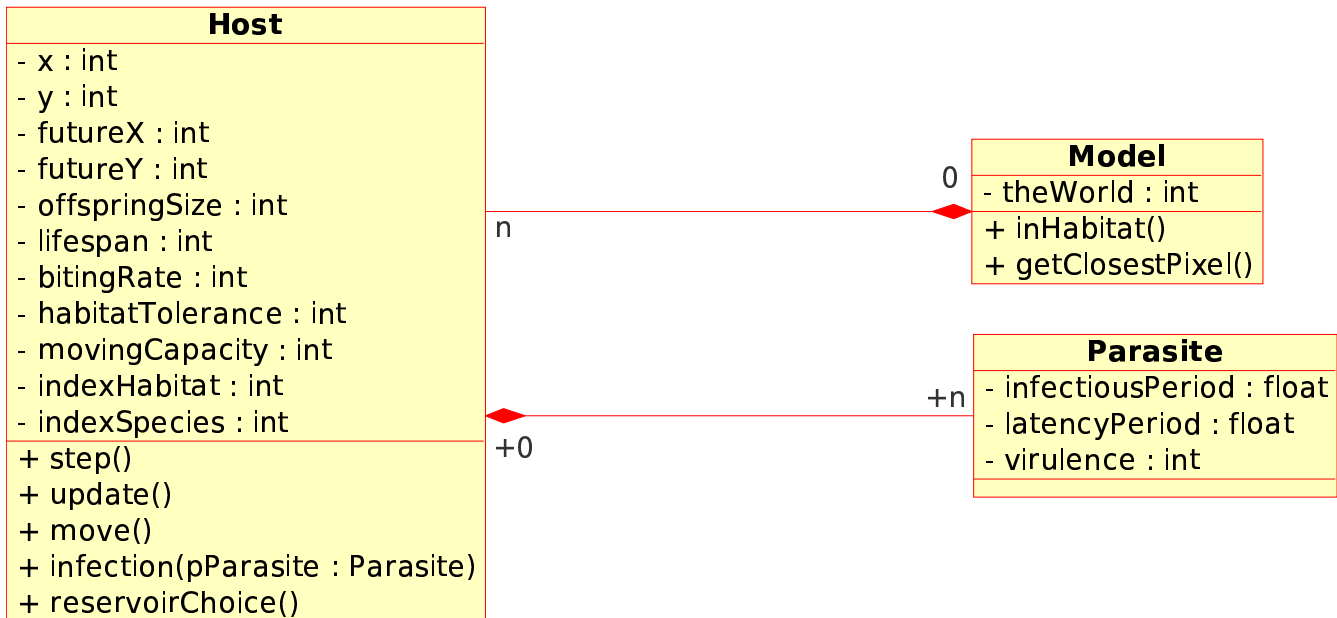 Host
- x : int
- y : int
- futureX : int
- futureY : int
- offspringSize : int
- lifespan : int
- bitingRate : int
- habitatTolerance : int
- movingCapacity : int
- indexHabitat : int
- indexSpecies : int
+ step()
+ update()
+ move()
+ infection(pParasite : Parasite)
+ reservoirChoice()
n
0
Model
- theWorld : int
+ inHabitat()
+ getClosestPixel()
+0
+n
Parasite
- infectiousPeriod : float
- latencyPeriod : float
- virulence : int